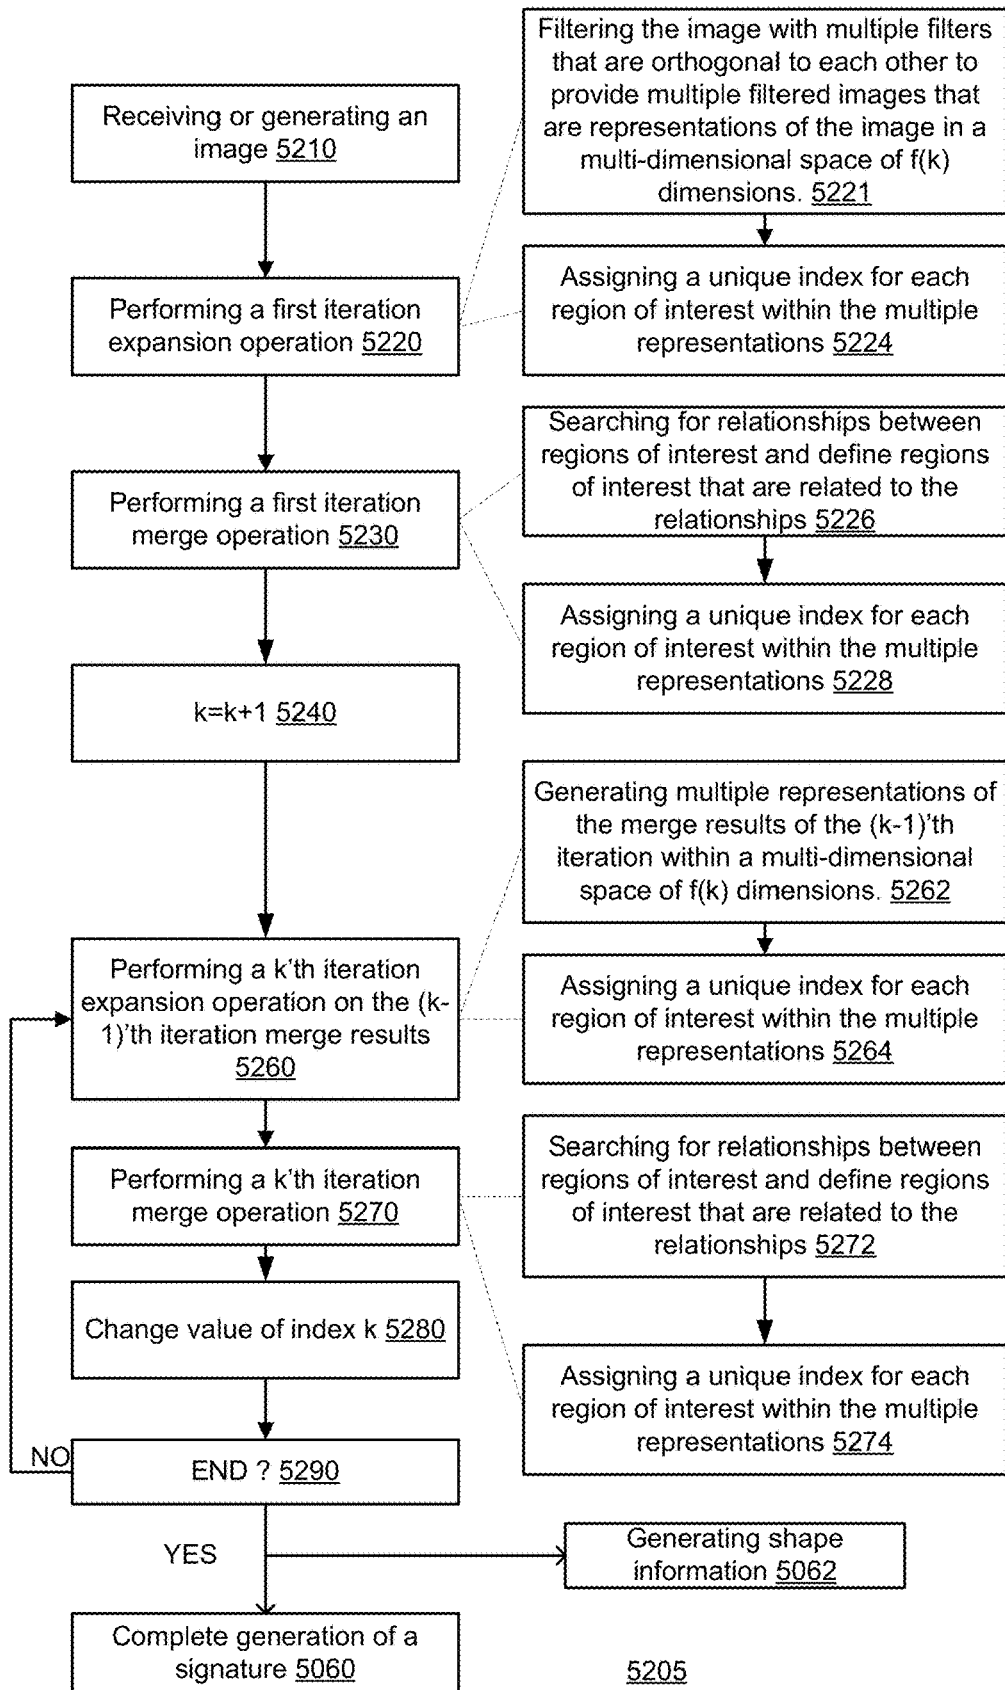 Receiving or generating an
image 5210
Filtering the image with multiple filters
that are orthogonal to each other to
provide multiple filtered images that
are representations of the image in a
multi-dimensional space of f(k)
dimensions. 5221
Performing a first iteration
expansion operation 5220
Assigning a unique index for each
region of interest within the multiple
representations 5224
Performing a first iteration
merge operation 5230
Searching for relationships between
regions of interest and define regions
of interest that are related to the
relationships 5226
Assigning a unique index for each
region of interest within the multiple
representations 5228
k=k+1 5240
Generating multiple representations of
the merge results of the (k-1)'th
iteration within a multi-dimensional
space of f(k) dimensions. 5262
Performing a k'th iteration
expansion operation on the (k-
1)'th iteration merge results
5260
Assigning a unique index for each
region of interest within the multiple
representations 5264
Performing a k'th iteration
merge operation 5270
Searching for relationships between
regions of interest and define regions
of interest that are related to the
relationships 5272
Change value of index k 5280
Assigning a unique index for each
region of interest within the multiple
representations 5274
NO
END ? 5290
YES
Generating shape
information 5062
Complete generation of a
signature 5060
5205